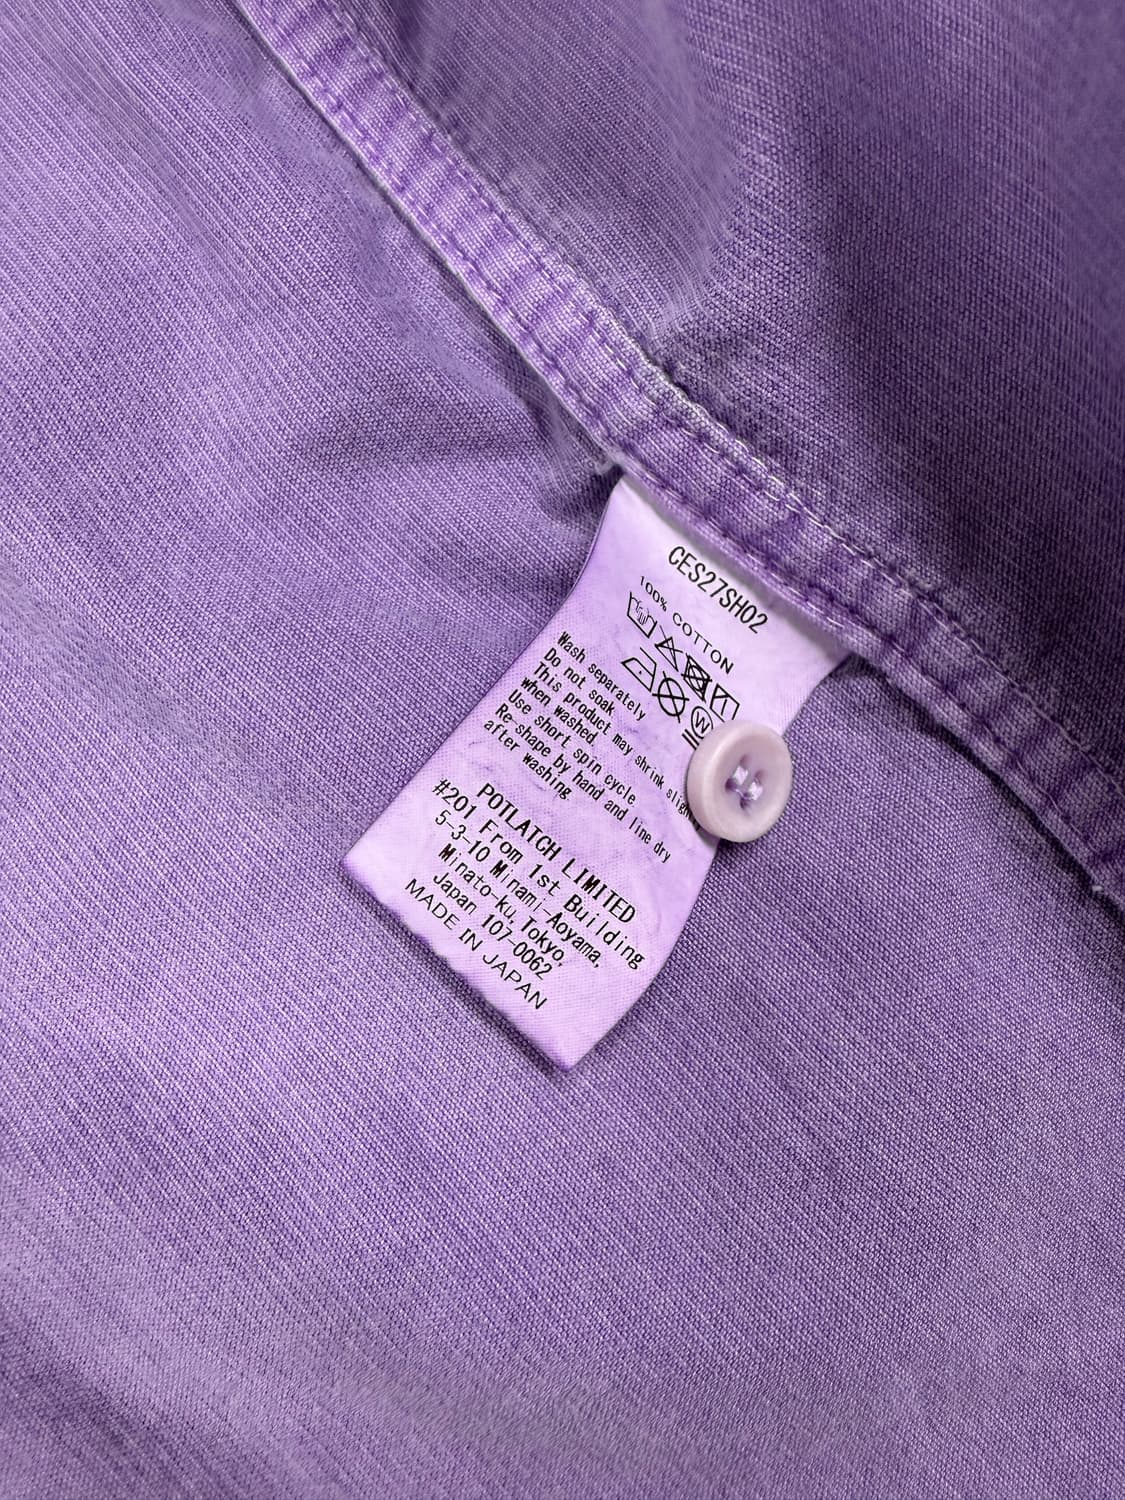 CES27SH02
100% COTTON
W
Wash separately
Do not soak
This product may shrink slightly
when washed.
Use short spin cycle
Re-shape by hand and line dry
after washing
POTLATCH LIMITED
#201 From 1st Building
5-3-10 Minami-Aoyama,
Minato-ku, Tokyo,
Japan 107-0062
MADE IN JAPAN